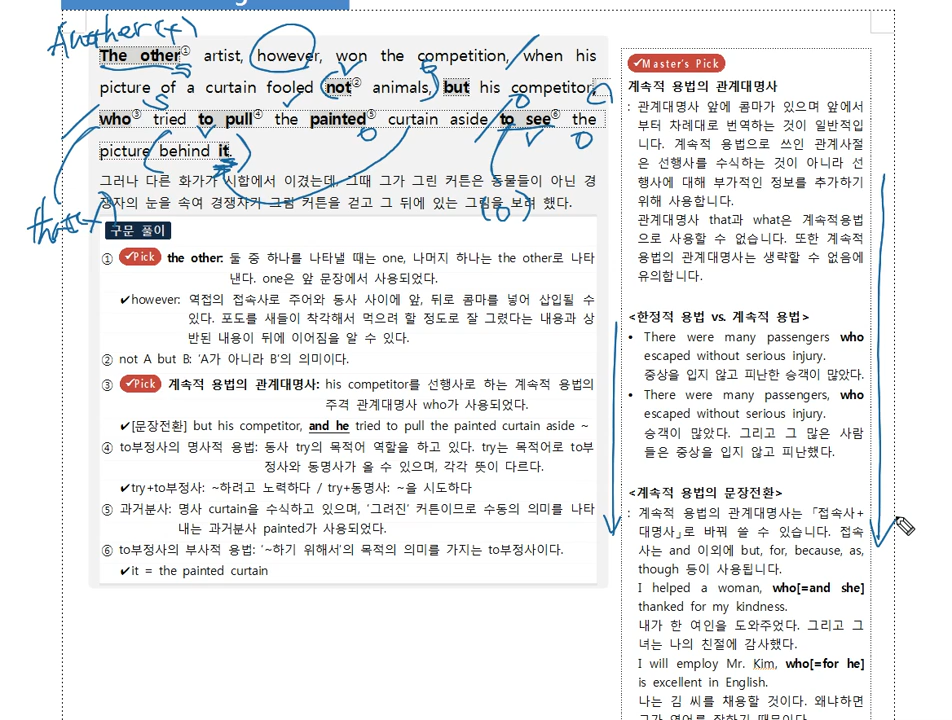 Another(x)
The other① artist, however, won the competition, when his
picture of a curtain fooled not② animals, but his competitor,
who③ tried to pull④ the painted⑤ curtain aside to see⑥ the
picture behind it.
S
S
O
O
V
O
that(x)
(O)
그러나 다른 화가가 시합에서 이겼는데, 그때 그가 그린 커튼은 동물들이 아닌 경
쟁자의 눈을 속여 경쟁자가 그림 커튼을 걷고 그 뒤에 있는 그림을 보려 했다.
구문 풀이
① ✓Pick the other: 둘 중 하나를 나타낼 때는 one, 나머지 하나는 the other로 나타
낸다. one은 앞 문장에서 사용되었다.
✔however: 역접의 접속사로 주어와 동사 사이에 앞, 뒤로 콤마를 넣어 삽입될 수
있다. 포도를 새들이 착각해서 먹으려 할 정도로 잘 그렸다는 내용과 상
반된 내용이 뒤에 이어짐을 알 수 있다.
② not A but B: ‘A가 아니라 B’의 의미이다.
③ ✓Pick 계속적 용법의 관계대명사: his competitor를 선행사로 하는 계속적 용법의
주격 관계대명사 who가 사용되었다.
✔[문장전환] but his competitor, and he tried to pull the painted curtain aside ~
④ to부정사의 명사적 용법: 동사 try의 목적어 역할을 하고 있다. try는 목적어로 to부
정사와 동명사가 올 수 있으며, 각각 뜻이 다르다.
✔try+to부정사: ~하려고 노력하다 / try+동명사: ~을 시도하다
⑤ 과거분사: 명사 curtain을 수식하고 있으며, ‘그려진’ 커튼이므로 수동의 의미를 나타
내는 과거분사 painted가 사용되었다.
⑥ to부정사의 부사적 용법: ‘~하기 위해서’의 목적의 의미를 가지는 to부정사이다.
✔it = the painted curtain
✓Master's Pick
계속적 용법의 관계대명사
: 관계대명사 앞에 콤마가 있으며 앞에서
부터 차례대로 번역하는 것이 일반적입
니다. 계속적 용법으로 쓰인 관계사절
은 선행사를 수식하는 것이 아니라 선
행사에 대해 부가적인 정보를 추가하기
위해 사용합니다.
관계대명사 that과 what은 계속적용법
으로 사용할 수 없습니다. 또한 계속적
용법의 관계대명사는 생략할 수 없음에
유의합니다.
<한정적 용법 vs. 계속적 용법>
• There were many passengers who
escaped without serious injury.
중상을 입지 않고 피난한 승객이 많았다.
• There were many passengers, who
escaped without serious injury.
승객이 많았다. 그리고 그 많은 사람
들은 중상을 입지 않고 피난했다.
<계속적 용법의 문장전환>
: 계속적 용법의 관계대명사는 「접속사+
대명사」로 바꿔 쓸 수 있습니다. 접속
사는 and 이외에 but, for, because, as,
though 등이 사용됩니다.
I helped a woman, who[=and she]
thanked for my kindness.
내가 한 여인을 도와주었다. 그리고 그
녀는 나의 친절에 감사했다.
I will employ Mr. Kim, who[=for he]
is excellent in English.
나는 김 씨를 채용할 것이다. 왜냐하면
그가 영어를 잘하기 때문이다.